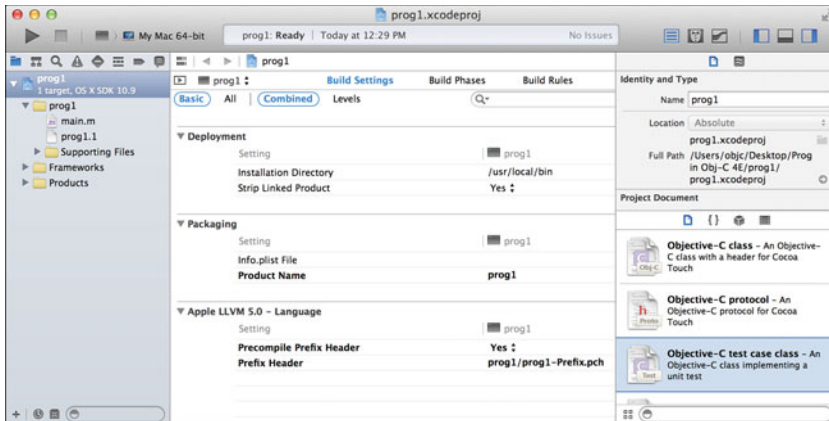 prog1.xcodeproj
My Mac 64-bit
prog1: Ready | Today at 12:29 PM
No Issues
prog1
1 target, OS X SDK 10.9
prog1
main.m
prog1.1
Supporting Files
Frameworks
Products
prog1
prog1
Build Settings
Build Phases
Build Rules
Basic All Combined Levels
Deployment
Setting prog1
Installation Directory /usr/local/bin
Strip Linked Product Yes
Packaging
Setting prog1
Info.plist File
Product Name prog1
Apple LLVM 5.0 - Language
Setting prog1
Precompile Prefix Header Yes
Prefix Header prog1/prog1-Prefix.pch
Identity and Type
Name prog1
Location Absolute
prog1.xcodeproj
Full Path /Users/objc/Desktop/Prog
in Obj-C 4E/prog1/
prog1.xcodeproj
Project Document
{}
Obj-C
Objective-C class – An Objective-
C class with a header for Cocoa
Touch
h
Proto
Objective-C protocol – An
Objective-C protocol for Cocoa
Touch
Test
Objective-C test case class – An
Objective-C class implementing a
unit test